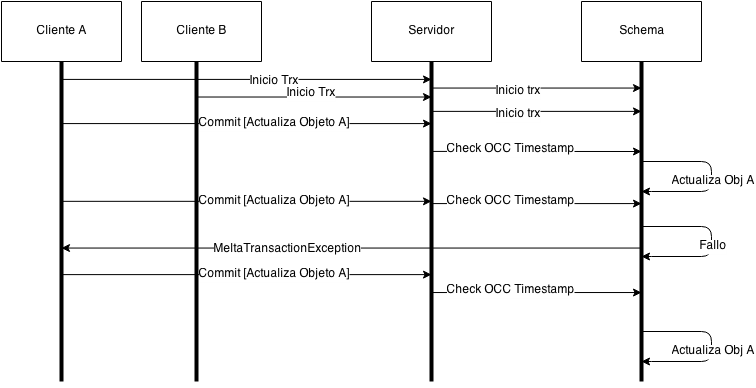 Cliente A
Cliente B
Servidor
Schema
Inicio Trx
Inicio trx
Inicio Trx
Inicio trx
Commit [Actualiza Objeto A]
Check OCC Timestamp
Actualiza Obj A
Commit [Actualiza Objeto A]
Check OCC Timestamp
Fallo
MeltaTransactionException
Commit [Actualiza Objeto A]
Check OCC Timestamp
Actualiza Obj A